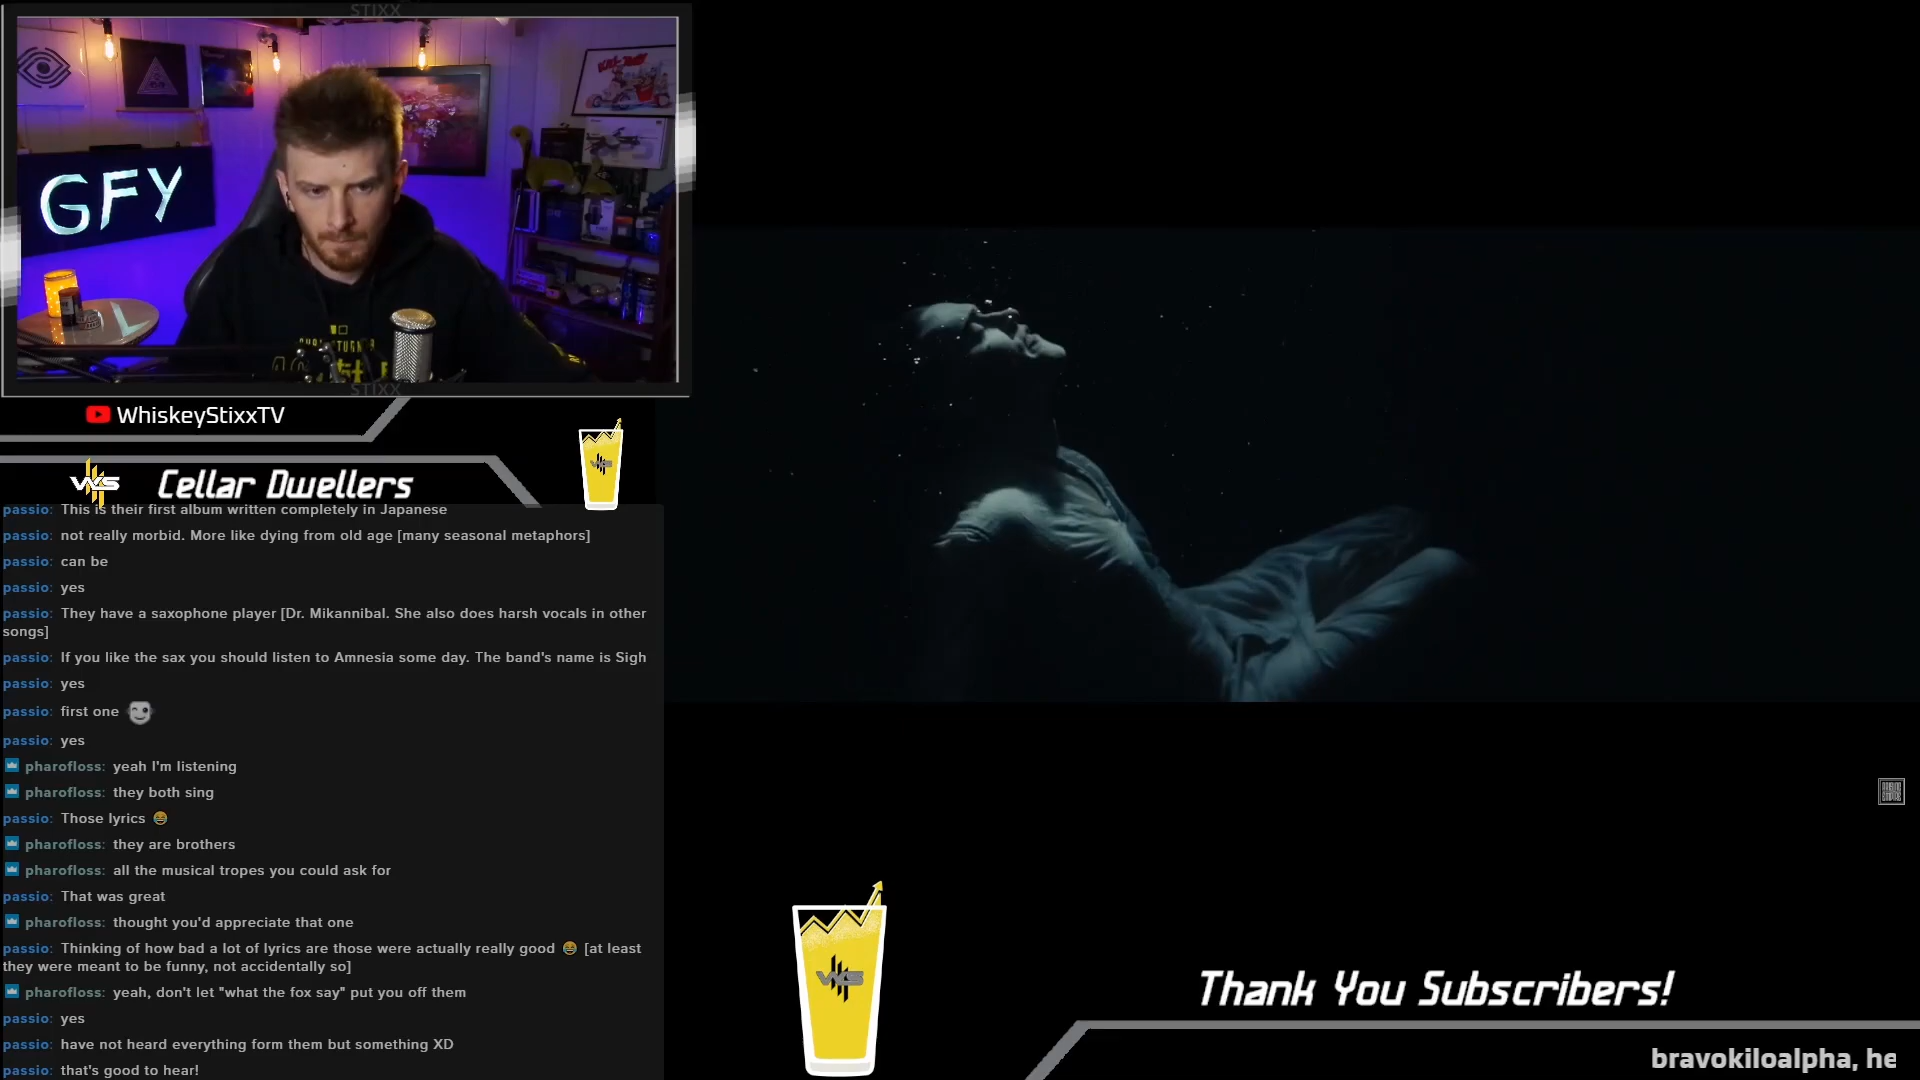 STIXX
GFY
STIXX
WhiskeyStixxTV
WS
Cellar Dwellers
passio: This is their first album written completely in Japanese
passio: not really morbid. More like dying from old age [many seasonal metaphors]
passio: can be
passio: yes
passio: They have a saxophone player [Dr. Mikannibal. She also does harsh vocals in other
songs]
passio: If you like the sax you should listen to Amnesia some day. The band's name is Sigh
passio: yes
passio: first one
passio: yes
pharofloss: yeah I'm listening
pharofloss: they both sing
passio: Those lyrics 😂
pharofloss: they are brothers
pharofloss: all the musical tropes you could ask for
passio: That was great
pharofloss: thought you'd appreciate that one
passio: Thinking of how bad a lot of lyrics are those were actually really good 😂 [at least
they were meant to be funny, not accidentally so]
pharofloss: yeah, don't let "what the fox say" put you off them
passio: yes
passio: have not heard everything form them but something XD
passio: that's good to hear!
WS
Thank You Subscribers!
bravokiloalpha, he